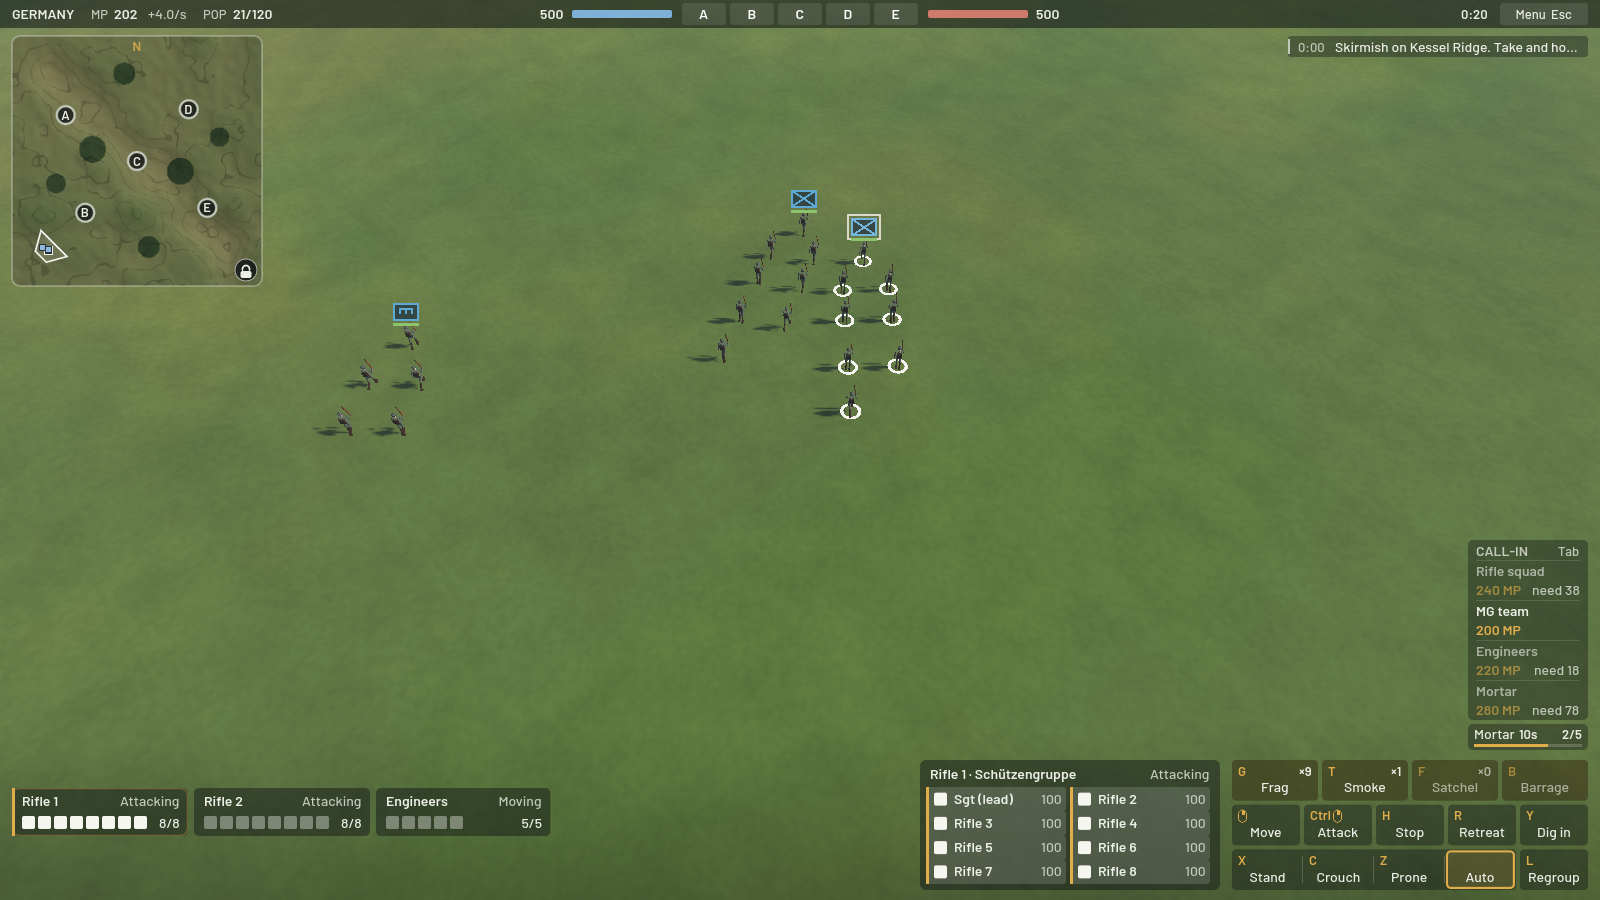 GERMANY MP 202 +4.0/s POP 21/120
500 A B C D E 500
0:20 Menu Esc
0:00 Skirmish on Kessel Ridge. Take and ho...
N
A
D
C
B
E
CALL-IN Tab
Rifle squad
240 MP need 38
MG team
200 MP
Engineers
220 MP need 18
Mortar
280 MP need 78
Mortar 10s 2/5
Rifle 1 Attacking
8/8
Rifle 2 Attacking
8/8
Engineers Moving
5/5
Rifle 1 · Schützengruppe Attacking
Sgt (lead) 100 Rifle 2 100
Rifle 3 100 Rifle 4 100
Rifle 5 100 Rifle 6 100
Rifle 7 100 Rifle 8 100
G ×9 T ×1 F ×0 B
Frag Smoke Satchel Barrage
Ctrl H R Y
Move Attack Stop Retreat Dig in
X C Z L
Stand Crouch Prone Auto Regroup